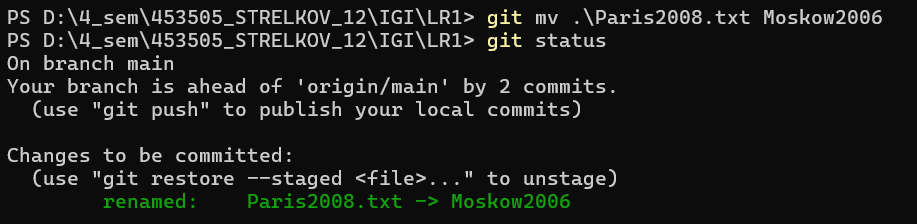 PS D:\4_sem\453505_STRELKOV_12\IGI\LR1> git mv .\Paris2008.txt Moskow2006
PS D:\4_sem\453505_STRELKOV_12\IGI\LR1> git status
On branch main
Your branch is ahead of 'origin/main' by 2 commits.
  (use "git push" to publish your local commits)

Changes to be committed:
  (use "git restore --staged <file>..." to unstage)
        renamed:    Paris2008.txt -> Moskow2006